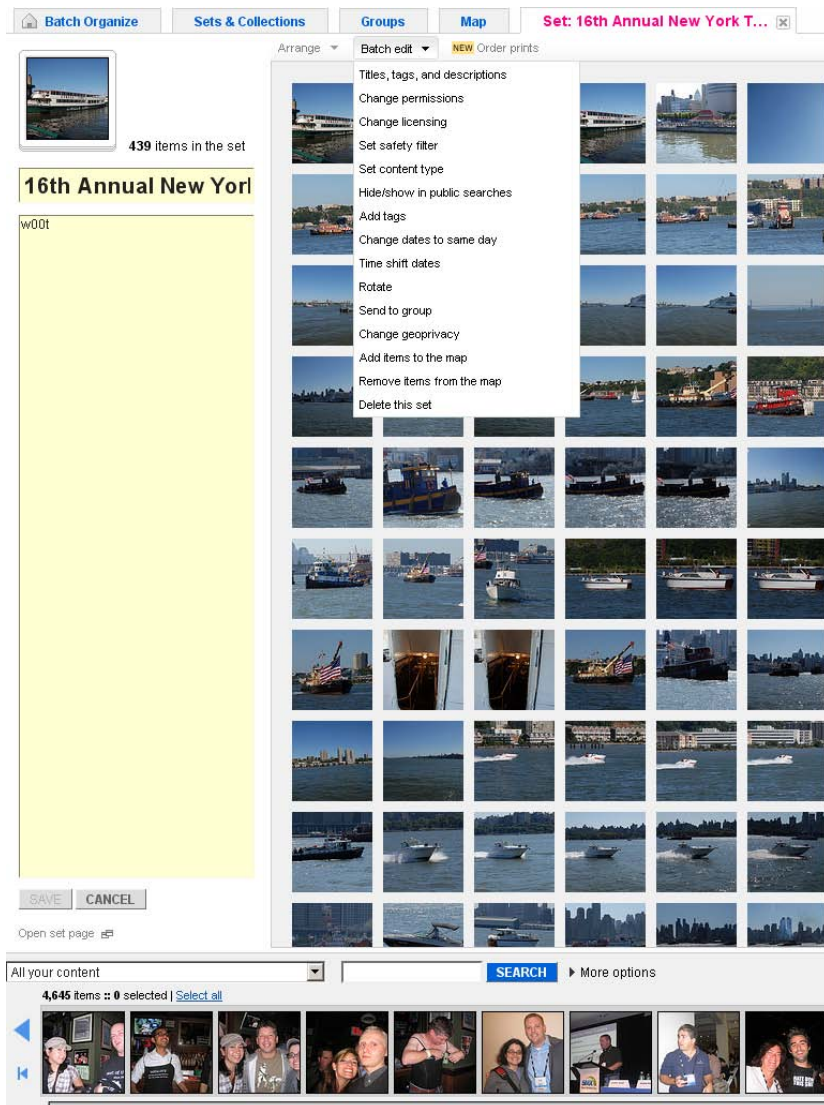 Batch Organize Sets & Collections Groups Map Set: 16th Annual New York T...
Arrange Batch edit NEW Order prints
439 items in the set
16th Annual New Yor
w00t
Titles, tags, and descriptions
Change permissions
Change licensing
Set safety filter
Set content type
Hide/show in public searches
Add tags
Change dates to same day
Time shift dates
Rotate
Send to group
Change geoprivacy
Add items to the map
Remove items from the map
Delete this set
SAVE CANCEL
Open set page
All your content SEARCH More options
4,645 items :: 0 selected | Select all